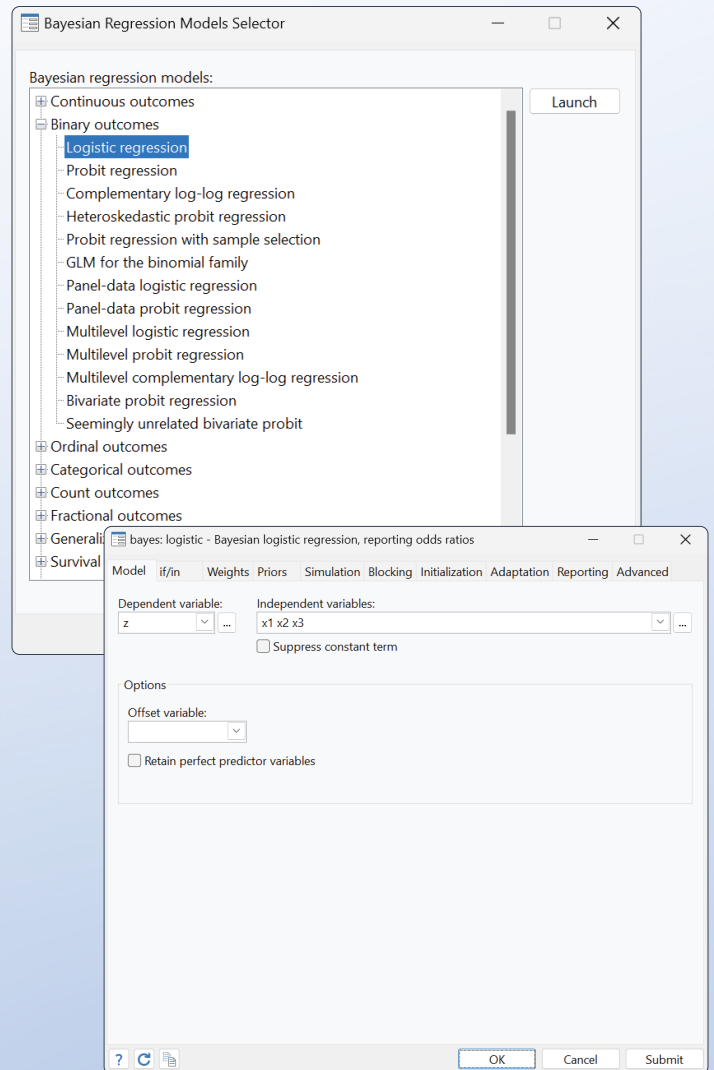 Bayesian Regression Models Selector
Bayesian regression models:
Continuous outcomes
Launch
Binary outcomes
Logistic regression
Probit regression
Complementary log-log regression
Heteroskedastic probit regression
Probit regression with sample selection
GLM for the binomial family
Panel-data logistic regression
Panel-data probit regression
Multilevel logistic regression
Multilevel probit regression
Multilevel complementary log-log regression
Bivariate probit regression
Seemingly unrelated bivariate probit
Ordinal outcomes
Categorical outcomes
Count outcomes
Fractional outcomes
Generali
Survival
bayes: logistic - Bayesian logistic regression, reporting odds ratios
Model if/in Weights Priors Simulation Blocking Initialization Adaptation Reporting Advanced
Dependent variable: Independent variables:
z ... x1 x2 x3 ...
Suppress constant term
Options
Offset variable:
Retain perfect predictor variables
? OK Cancel Submit